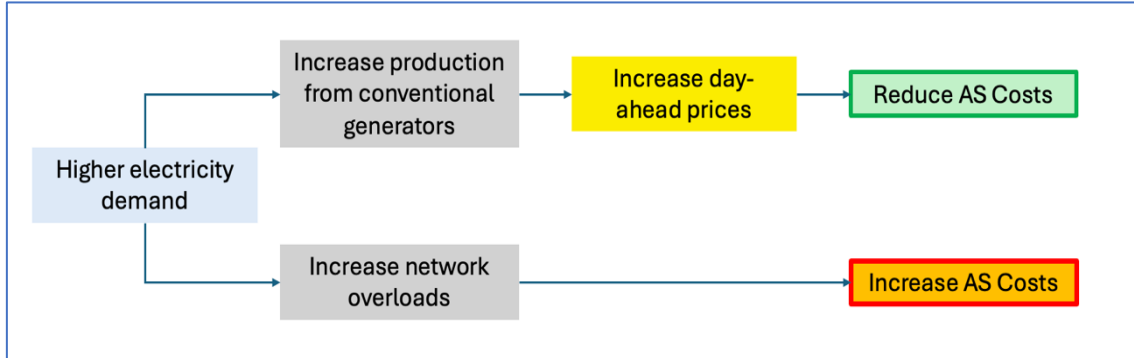 Increase production
from conventional
generators
Increase day-
ahead prices
Reduce AS Costs
Higher electricity
demand
Increase network
overloads
Increase AS Costs